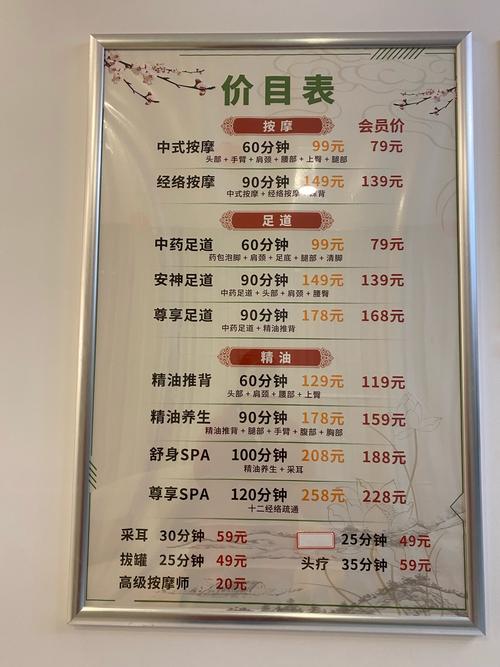 价目表
按摩 会员价
中式按摩 60分钟 99元 79元
头部 + 手臂 + 肩颈 + 腰部 + 上臀 + 腿部
经络按摩 90分钟 149元 139元
中式按摩 + 经络按摩 背
足道
中药足道 60分钟 99元 79元
药包泡脚 + 肩颈 + 足底 + 腿部 + 清脚
安神足道 90分钟 149元 139元
中药足道 + 头部 + 肩颈 + 腰臀
尊享足道 90分钟 178元 168元
中药足道 + 精油推背
精油
精油推背 60分钟 129元 119元
头部 + 肩颈 + 腰部 + 上臀
精油养生 90分钟 178元 159元
精油推背 + 腿部 + 手臂 + 腹部 + 胸部
舒身SPA 100分钟 208元 188元
精油养生 + 采耳
尊享SPA 120分钟 258元 228元
十二经络疏通
采耳 30分钟 59元 25分钟 49元
拔罐 25分钟 49元 头疗 35分钟 59元
高级按摩师 20元